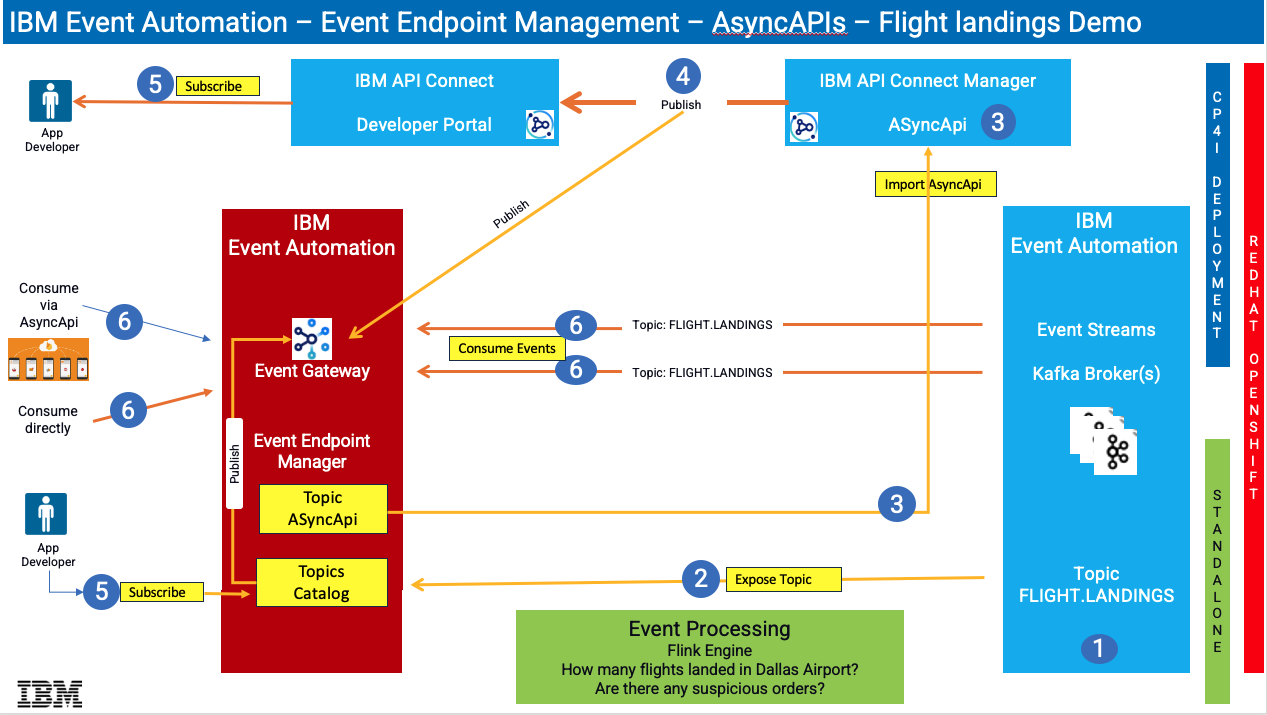 IBM Event Automation – Event Endpoint Management – AsyncAPIs – Flight landings Demo
5
Subscribe
App
Developer
IBM API Connect
Developer Portal
4
Publish
IBM API Connect Manager
ASyncApi
3
Import AsyncApi
CP4I DEPLOYMENT
REDHAT OPENSHIFT
STANDALONE
Publish
IBM
Event Automation
Event Gateway
Publish
Event Endpoint
Manager
Topic
ASyncApi
Topics
Catalog
Consume
via
AsyncApi
6
Consume
directly
6
App
Developer
5
Subscribe
6
Topic: FLIGHT.LANDINGS
Consume Events
6
Topic: FLIGHT.LANDINGS
3
2
Expose Topic
IBM
Event Automation
Event Streams
Kafka Broker(s)
Topic
FLIGHT.LANDINGS
1
Event Processing
Flink Engine
How many flights landed in Dallas Airport?
Are there any suspicious orders?
IBM